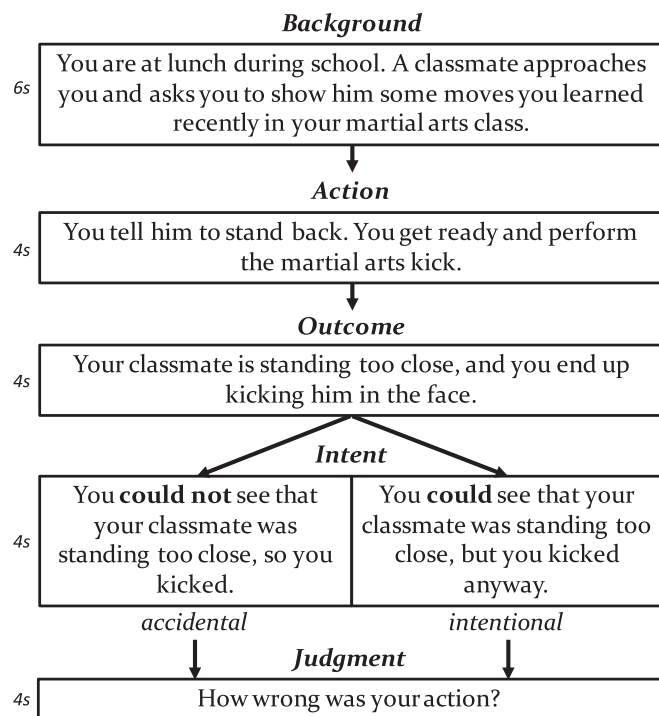 Background
6s
You are at lunch during school. A classmate approaches
you and asks you to show him some moves you learned
recently in your martial arts class.
Action
4s
You tell him to stand back. You get ready and perform
the martial arts kick.
Outcome
4s
Your classmate is standing too close, and you end up
kicking him in the face.
Intent
4s
You could not see that
your classmate was
standing too close, so you
kicked.
accidental
You could see that your
classmate was standing too
close, but you kicked
anyway.
intentional
Judgment
4s
How wrong was your action?